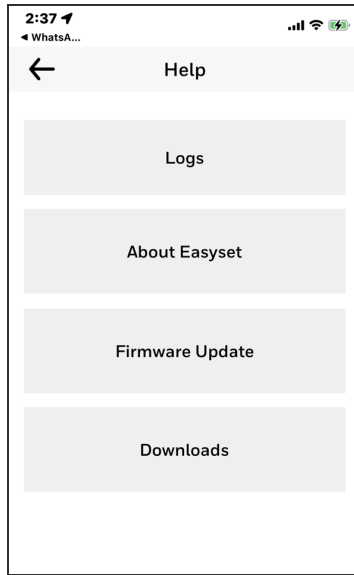 2:37
◀ WhatsA...
Help
Logs
About Easyset
Firmware Update
Downloads